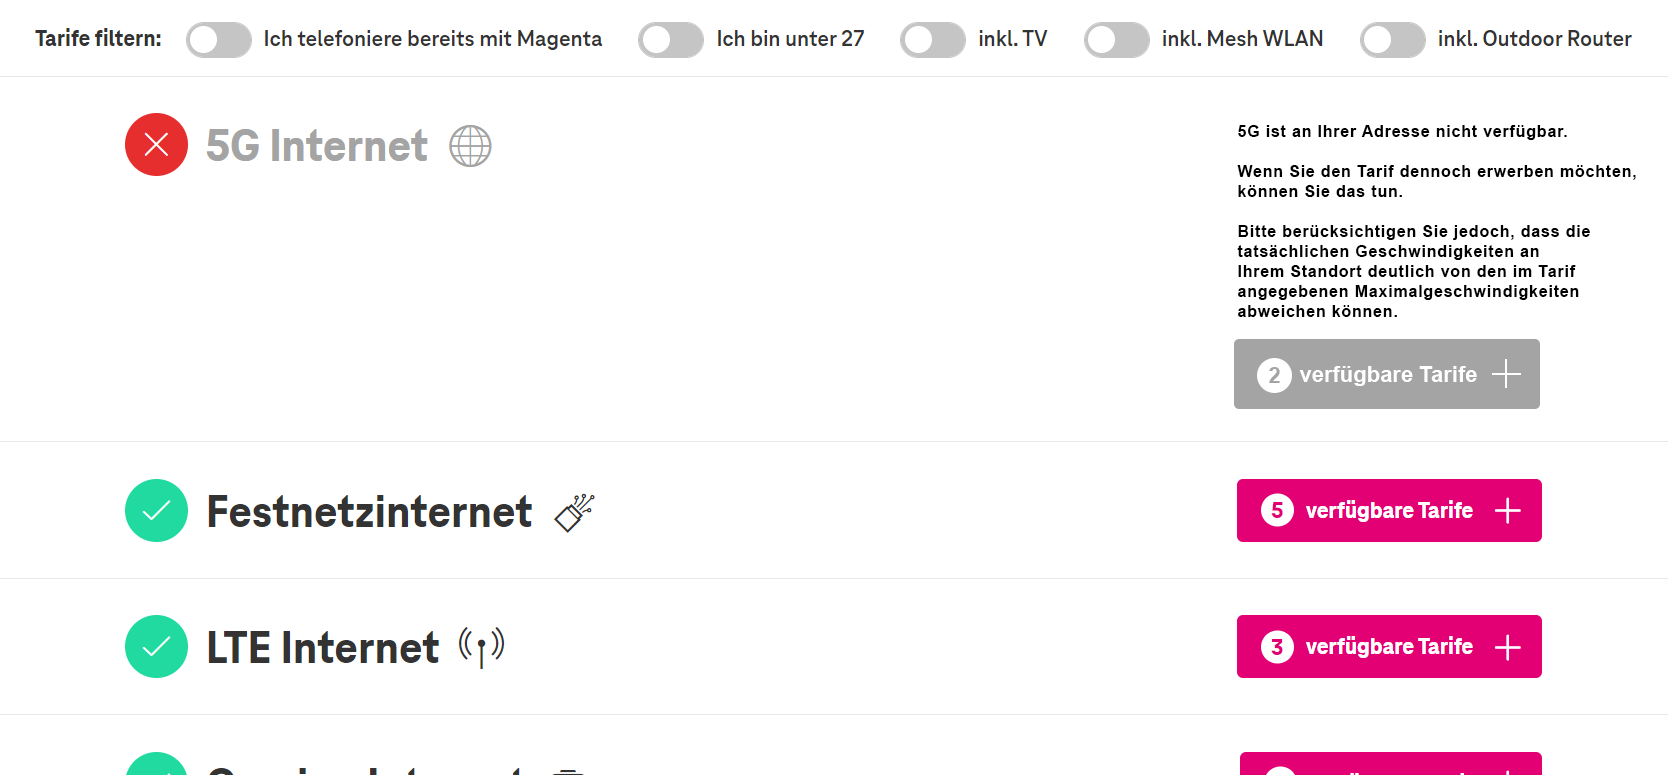 Tarife filtern: Ich telefoniere bereits mit Magenta Ich bin unter 27 inkl. TV inkl. Mesh WLAN inkl. Outdoor Router
5G Internet
5G ist an Ihrer Adresse nicht verfügbar.
Wenn Sie den Tarif dennoch erwerben möchten,
können Sie das tun.
Bitte berücksichtigen Sie jedoch, dass die
tatsächlichen Geschwindigkeiten an
Ihrem Standort deutlich von den im Tarif
angegebenen Maximalgeschwindigkeiten
abweichen können.
2 verfügbare Tarife
Festnetzinternet
5 verfügbare Tarife
LTE Internet
3 verfügbare Tarife